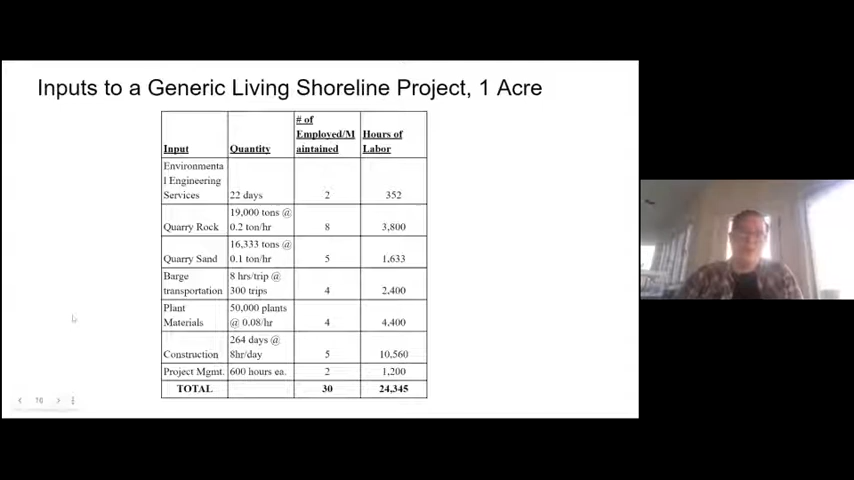 Inputs to a Generic Living Shoreline Project, 1 Acre
Input Quantity # of Employed/Maintained Hours of Labor
Environmental Engineering Services 22 days 2 352
Quarry Rock 19,000 tons @ 0.2 ton/hr 8 3,800
Quarry Sand 16,333 tons @ 0.1 ton/hr 5 1,633
Barge transportation 8 hrs/trip @ 300 trips 4 2,400
Plant Materials 50,000 plants @ 0.08/hr 4 4,400
Construction 264 days @ 8hr/day 5 10,560
Project Mgmt. 600 hours ea. 2 1,200
TOTAL 30 24,345
16